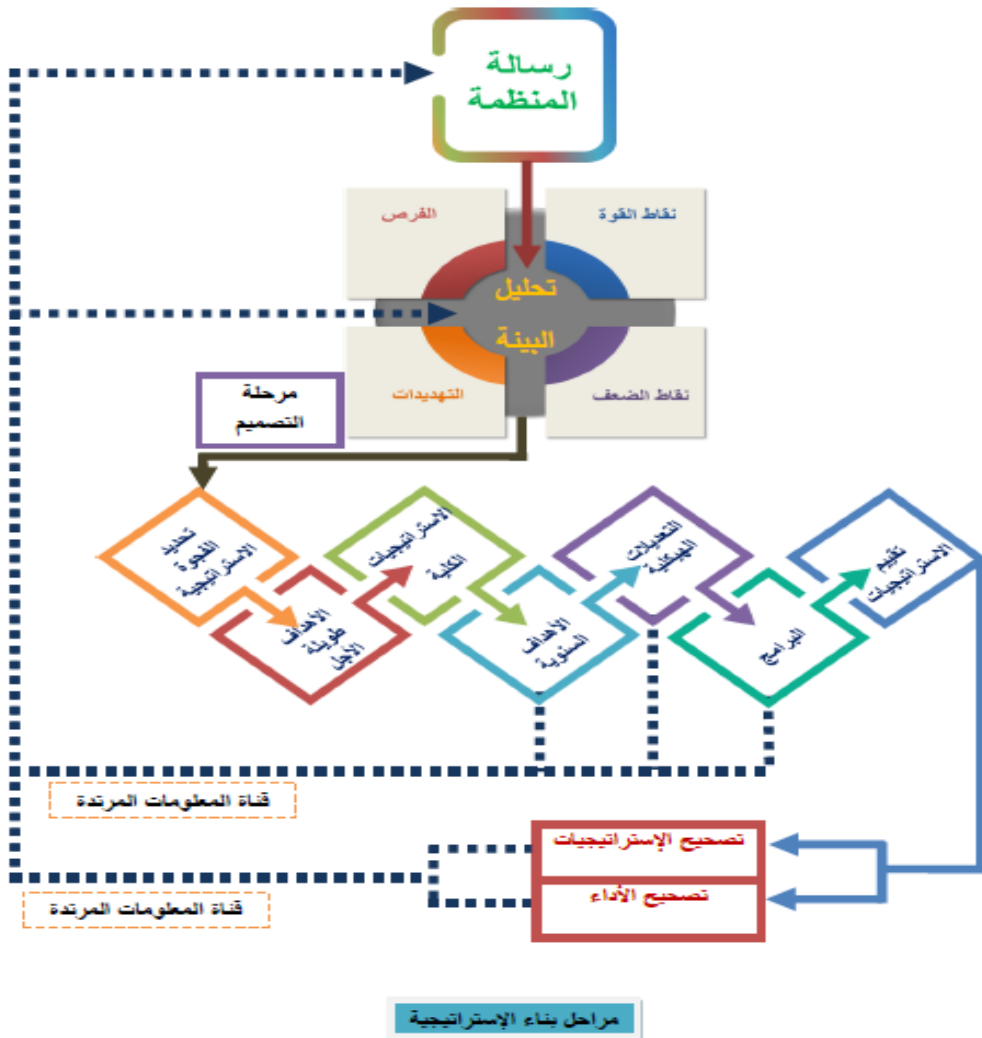 رسالة
المنظمة
نقاط القوة
الفرص
تحليل
البيئة
نقاط الضعف
التهديدات
مرحلة
التصميم
تحديد
الفجوة
الاستراتيجية
الأهداف
طويلة
الأجل
الاستراتيجيات
الكلية
الأهداف
السنوية
التعديلات
الهيكلية
البرامج
تقييم
الاستراتيجيات
قناة المعلومات المرتدة
تصحيح الإستراتيجيات
تصحيح الأداء
قناة المعلومات المرتدة
مراحل بناء الإستراتيجية